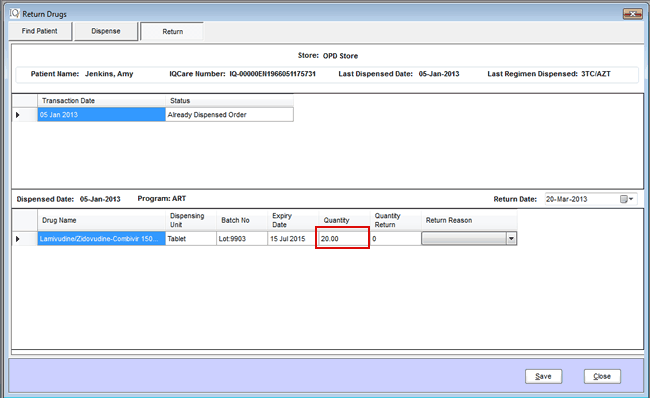 IQ Return Drugs
Find Patient Dispense Return
Store: OPD Store
Patient Name: Jenkins, Amy IQCare Number: IQ-00000EN1966051175731 Last Dispensed Date: 05-Jan-2013 Last Regimen Dispensed: 3TC/AZT
Transaction Date Status
05 Jan 2013 Already Dispensed Order
Dispensed Date: 05-Jan-2013 Program: ART Return Date: 20-Mar-2013
Drug Name Dispensing Unit Batch No Expiry Date Quantity Quantity Return Return Reason
Lamivudine/Zidovudine-Combivir 150... Tablet Lot:9903 15 Jul 2015 20.00 0
Save Close